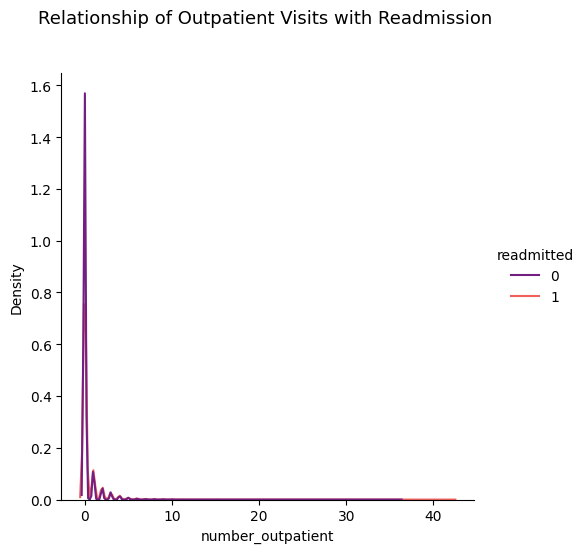 Relationship of Outpatient Visits with Readmission
1.6
1.4
1.2
1.0
0.8
0.6
0.4
0.2
0.0
Density
0 10 20 30 40
number_outpatient
readmitted
0
1